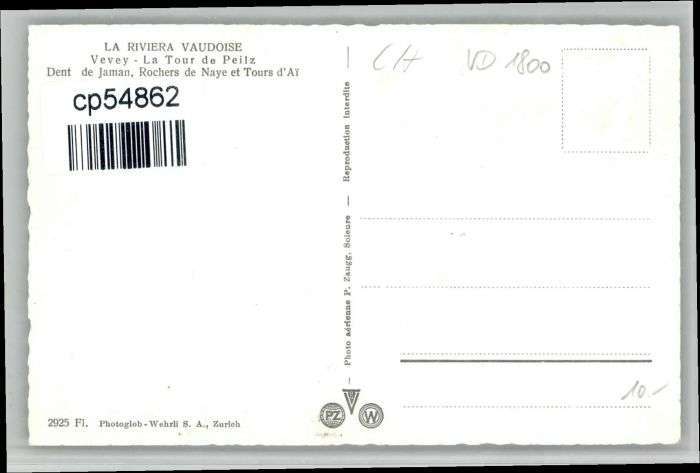 LA RIVIERA VAUDOISE
Vevey - La Tour de Peilz
Dent de Jaman, Rochers de Naye et Tours d'Aï
cp54862
CH VD 1800
— Photo aérienne P. Zaugg, Soleure — Reproduction interdite —
10.-
PZ W
2925 Fl. Photoglob-Wehrli S. A., Zurich